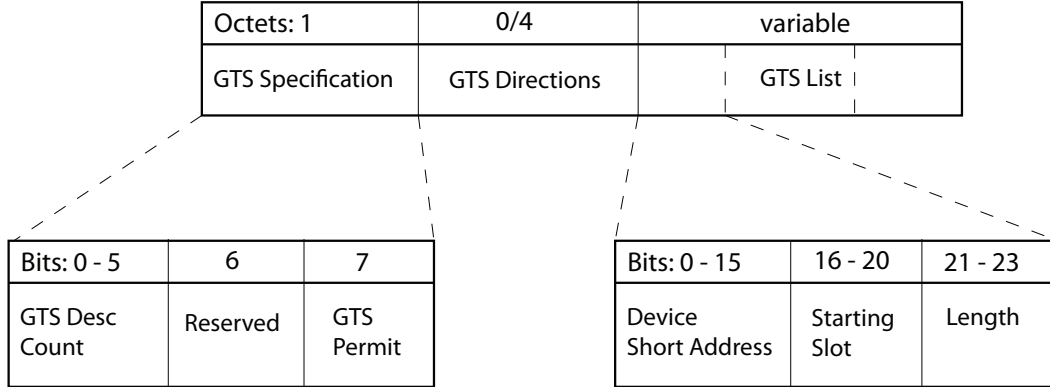 Octets: 1 0/4 variable
GTS Specification GTS Directions GTS List
Bits: 0 - 5 6 7
GTS Desc Count Reserved GTS Permit
Bits: 0 - 15 16 - 20 21 - 23
Device Short Address Starting Slot Length